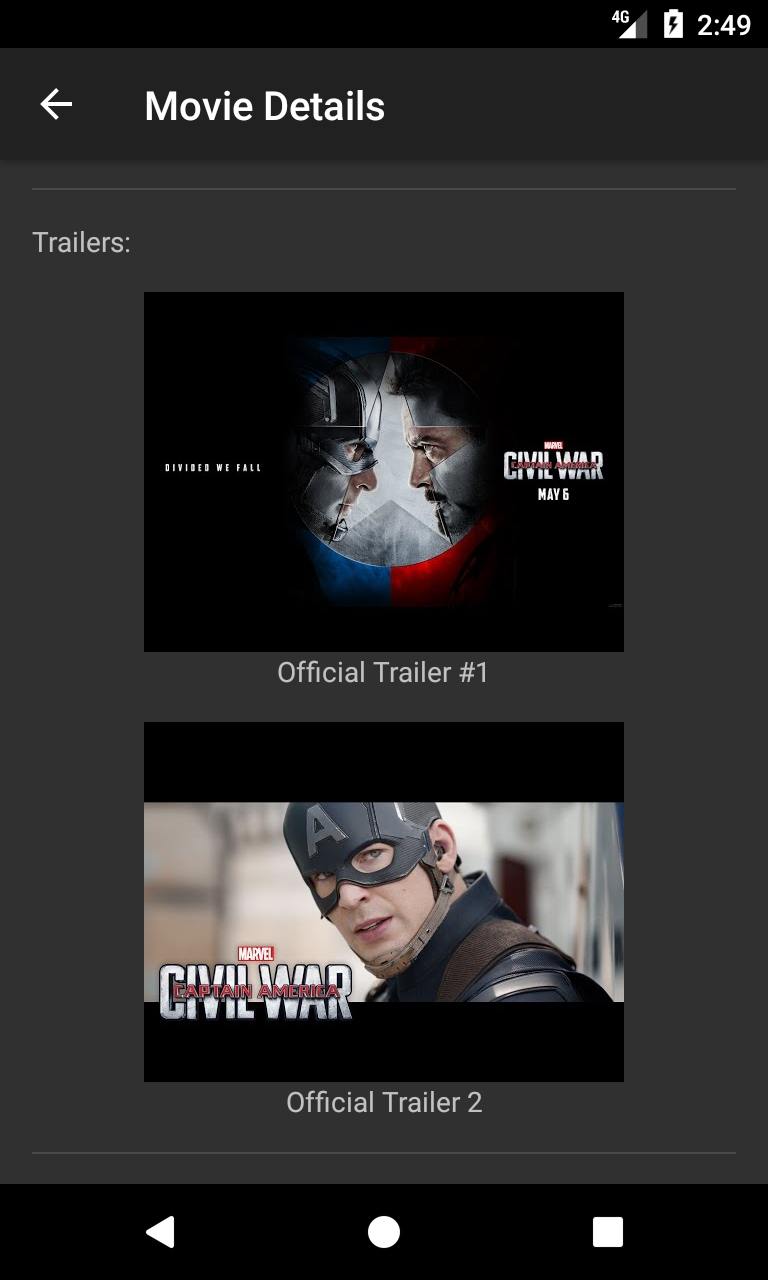 4G 2:49
Movie Details
Trailers:
DIVIDED WE FALL
MARVEL
CIVIL WAR
CAPTAIN AMERICA
MAY 6
Official Trailer #1
A
MARVEL
CIVIL WAR
CAPTAIN AMERICA
Official Trailer 2